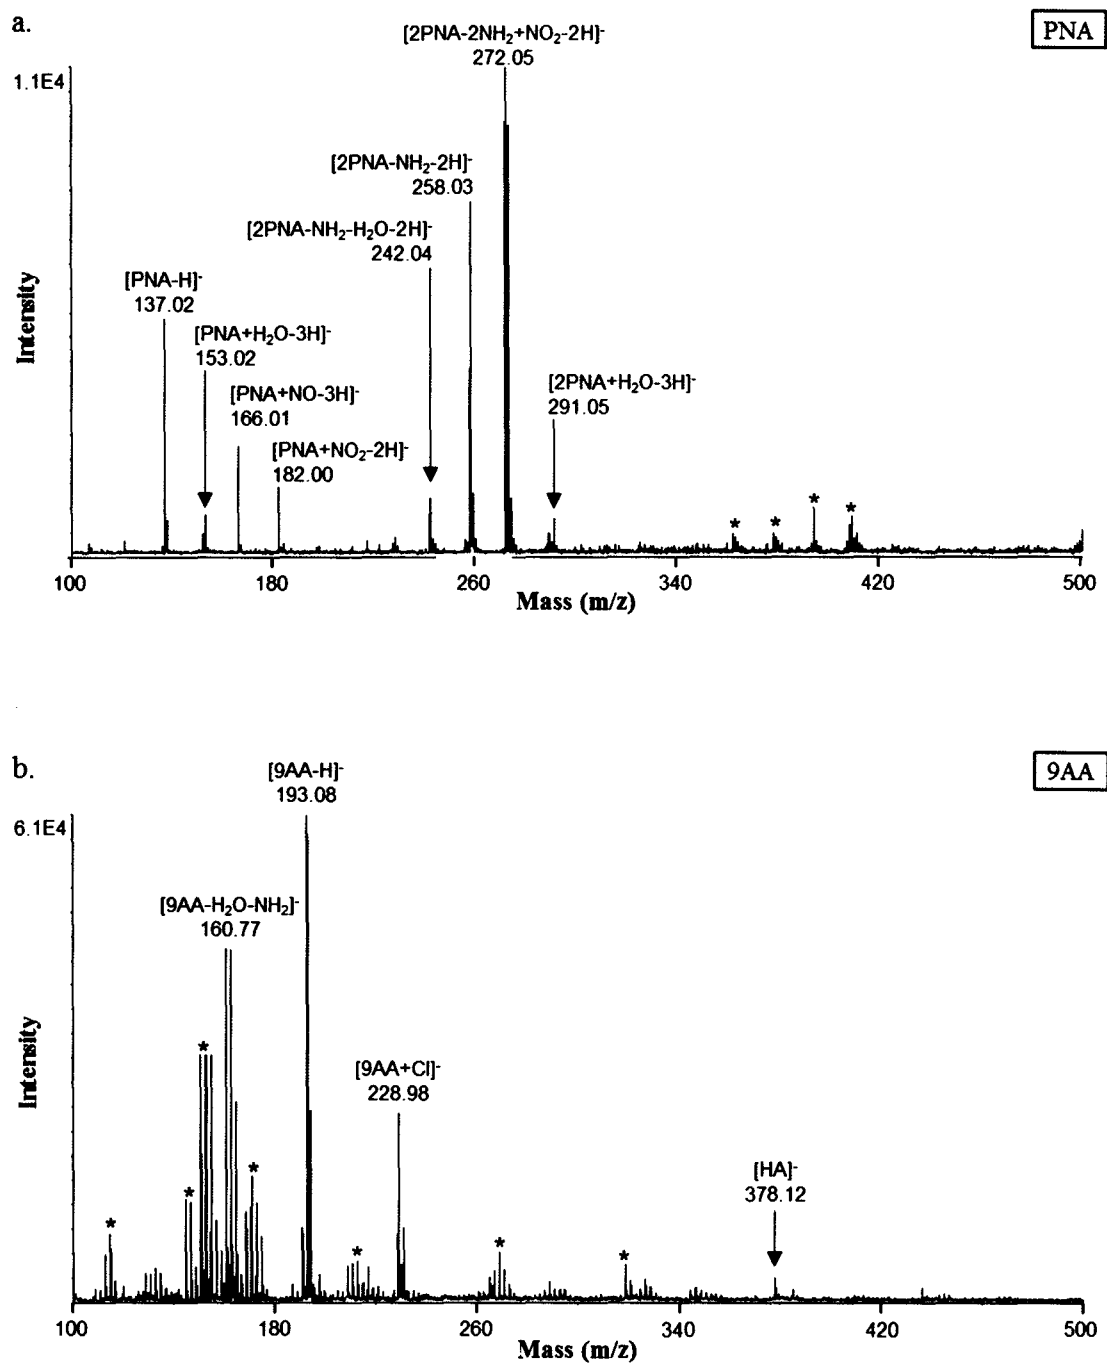 a.
PNA
[2PNA-2NH₂+NO₂-2H]⁻
272.05
1.1E4
[2PNA-NH₂-2H]⁻
258.03
[2PNA-NH₂-H₂O-2H]⁻
242.04
[PNA-H]⁻
137.02
[PNA+H₂O-3H]⁻
153.02
[PNA+NO-3H]⁻
166.01
[2PNA+H₂O-3H]⁻
291.05
[PNA+NO₂-2H]⁻
182.00
* * * *
Intensity
100 180 260 340 420 500
Mass (m/z)
b.
9AA
[9AA-H]⁻
193.08
6.1E4
[9AA-H₂O-NH₂]⁻
160.77
*
[9AA+Cl]⁻
228.98
* *
[HA]⁻
378.12
* * * *
Intensity
100 180 260 340 420 500
Mass (m/z)